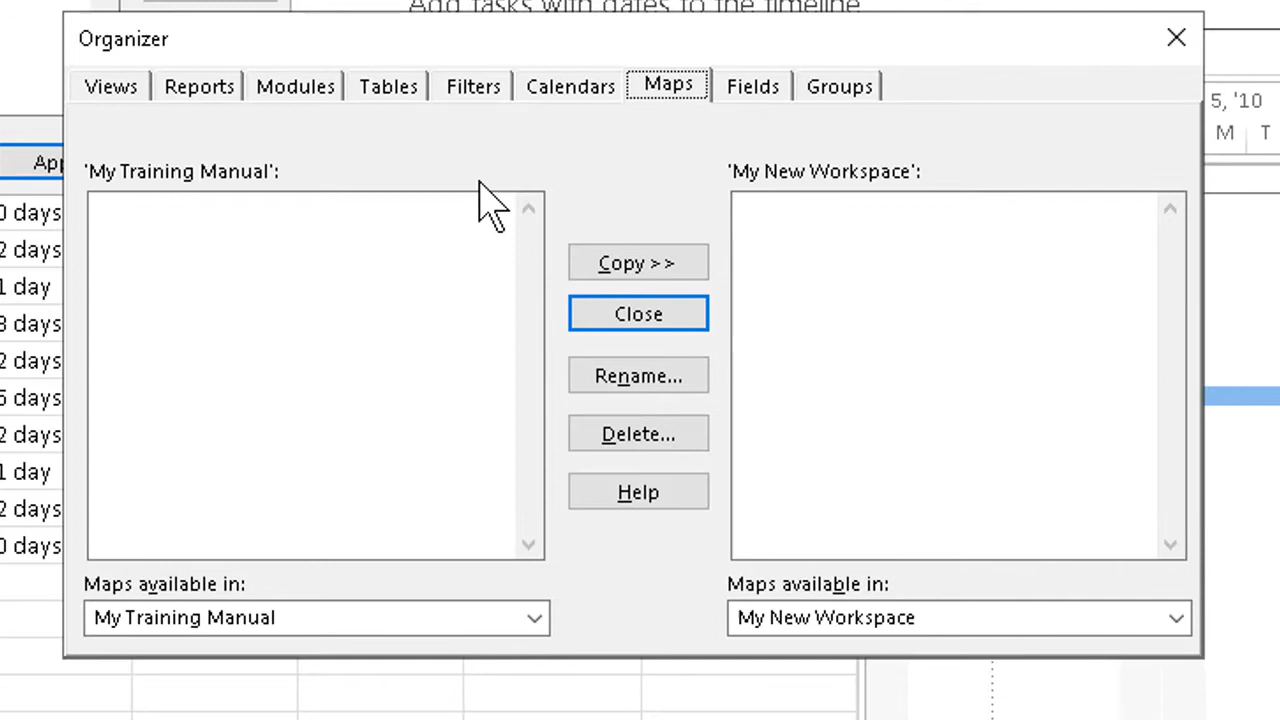 Add tasks with dates to the timeline
Organizer
Views
Reports
Modules
Tables
Filters
Calendars
Maps
Fields
Groups
5, '10
M
T
App
'My Training Manual':
'My New Workspace':
0 days
2 days
1 day
3 days
2 days
5 days
2 days
1 day
2 days
0 days
Copy >>
Close
Rename...
Delete...
Help
Maps available in:
My Training Manual
Maps available in:
My New Workspace